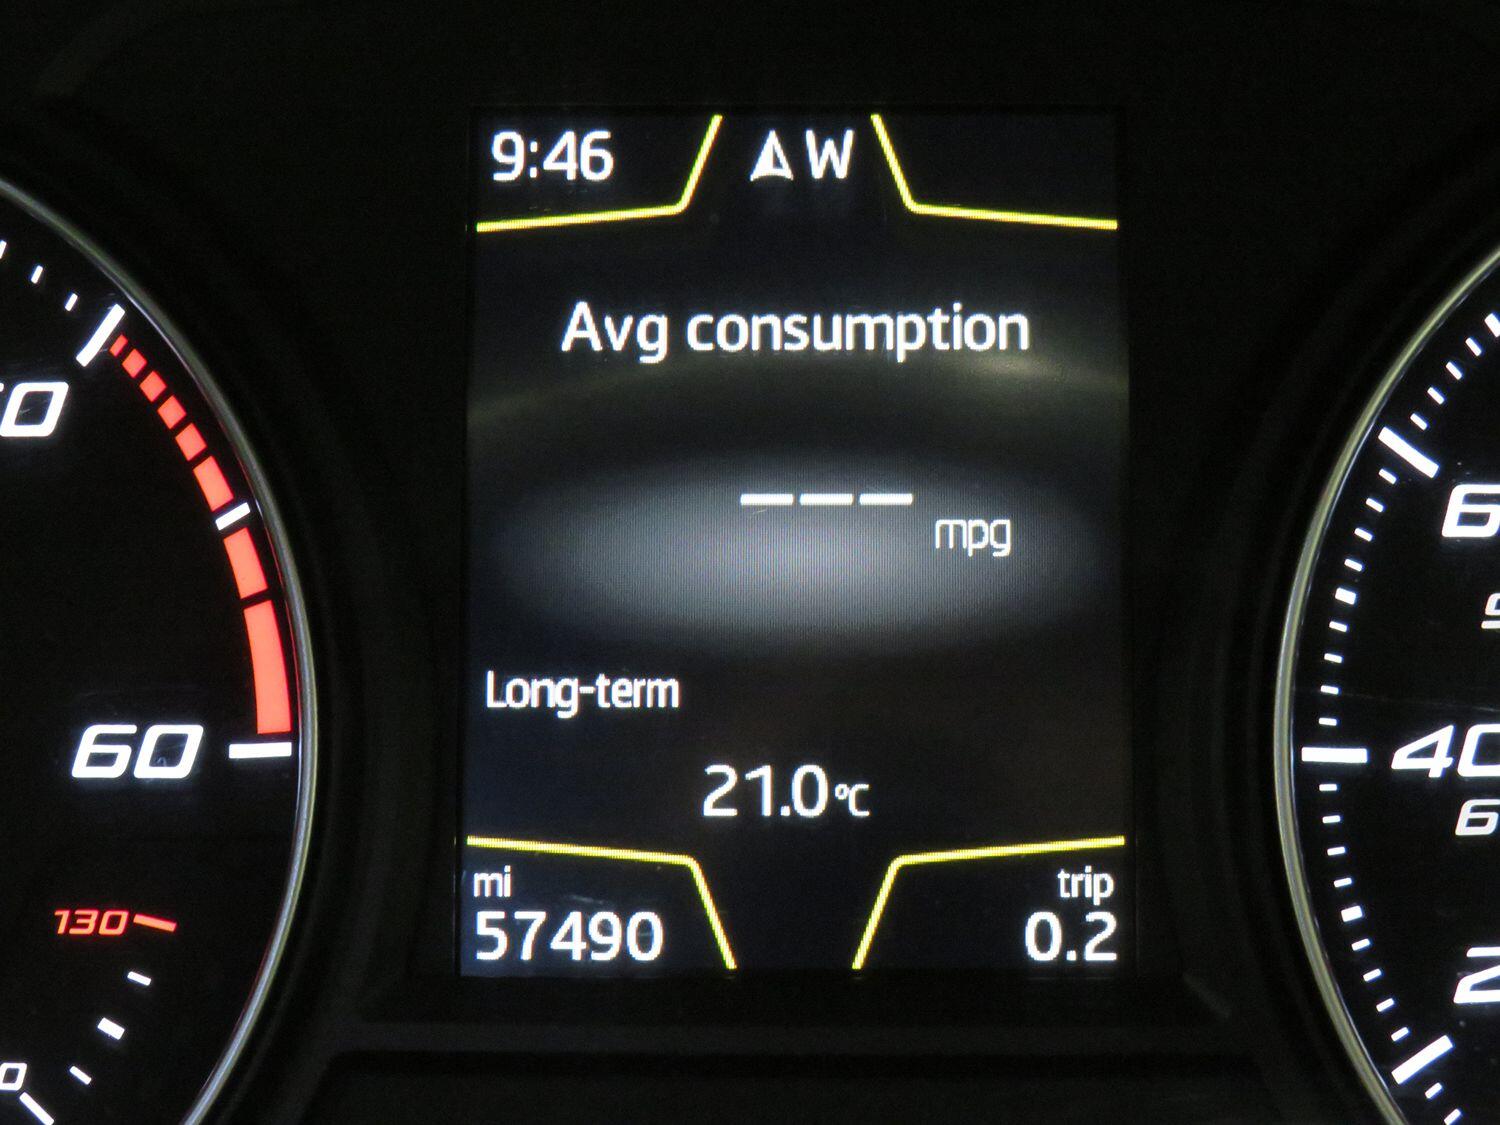 9:46
W
Avg consumption
--- mpg
Long-term
21.0 °C
mi
57490
trip
0.2
60
130
40